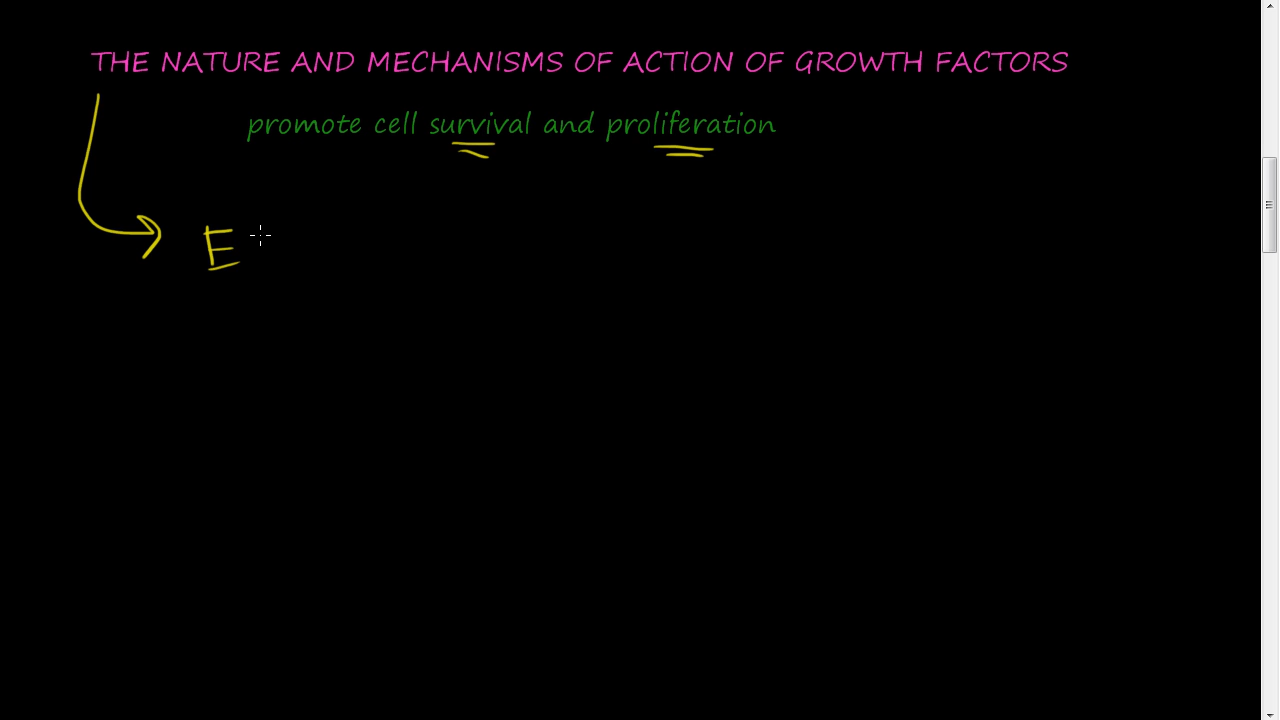 THE NATURE AND MECHANISMS OF ACTION OF GROWTH FACTORS
promote cell survival and proliferation
E